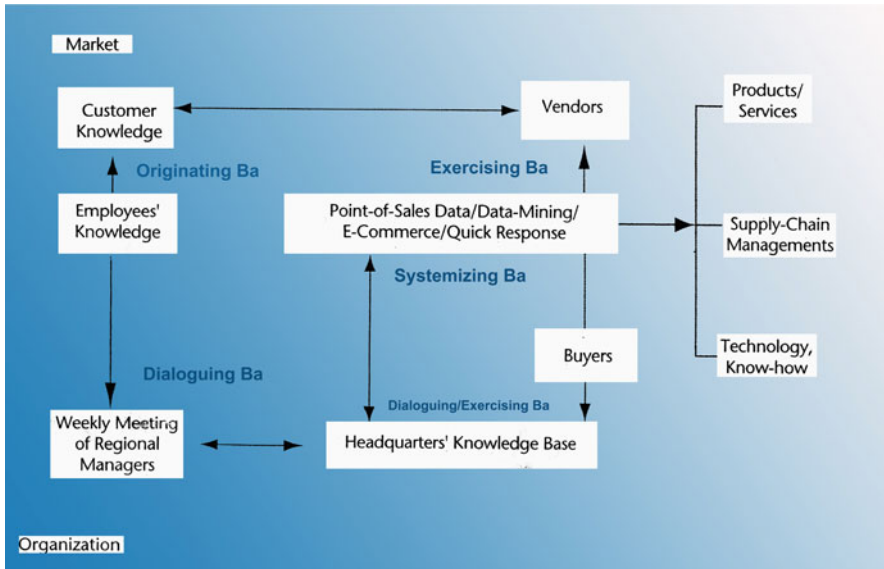 Market
Customer
Knowledge
Vendors
Products/
Services
Originating Ba
Exercising Ba
Employees'
Knowledge
Point-of-Sales Data/Data-Mining/
E-Commerce/Quick Response
Supply-Chain
Managements
Systemizing Ba
Buyers
Technology,
Know-how
Dialoguing Ba
Dialoguing/Exercising Ba
Weekly Meeting
of Regional
Managers
Headquarters' Knowledge Base
Organization